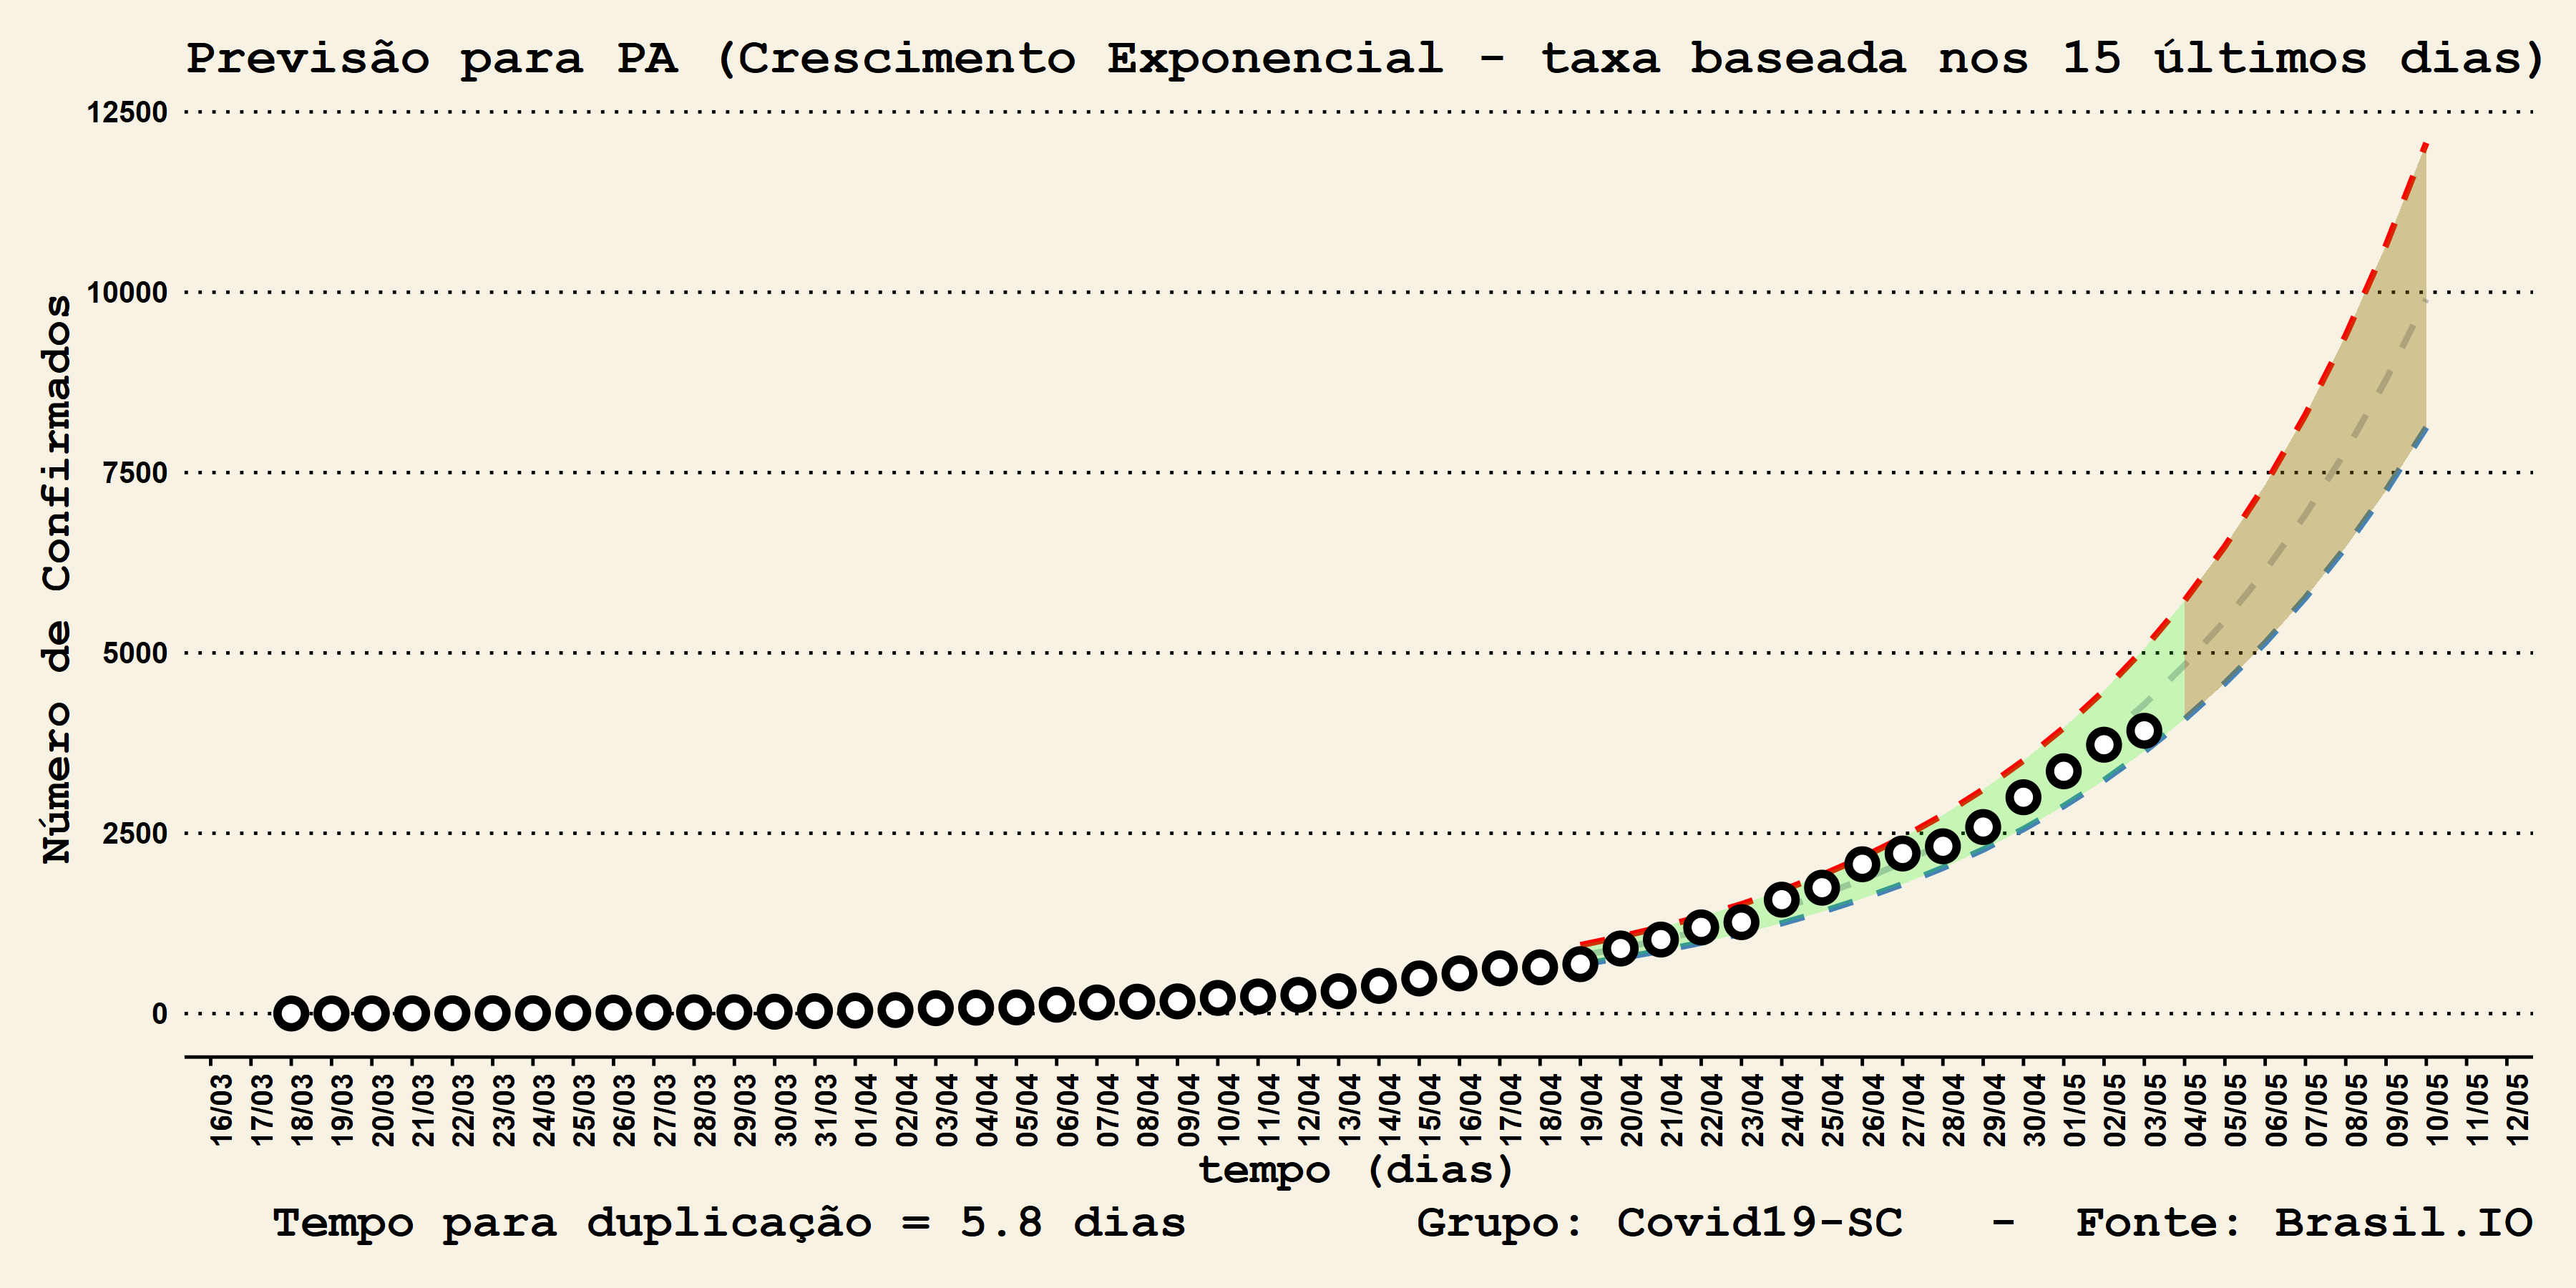 Previsão para PA (Crescimento Exponencial - taxa baseada nos 15 últimos dias)
Número de Confirmados
12500
10000
7500
5000
2500
0
16/03 17/03 18/03 19/03 20/03 21/03 22/03 23/03 24/03 25/03 26/03 27/03 28/03 29/03 30/03 31/03 01/04 02/04 03/04 04/04 05/04 06/04 07/04 08/04 09/04 10/04 11/04 12/04 13/04 14/04 15/04 16/04 17/04 18/04 19/04 20/04 21/04 22/04 23/04 24/04 25/04 26/04 27/04 28/04 29/04 30/04 01/05 02/05 03/05 04/05 05/05 06/05 07/05 08/05 09/05 10/05 11/05 12/05
tempo (dias)
Tempo para duplicação = 5.8 dias Grupo: Covid19-SC - Fonte: Brasil.IO